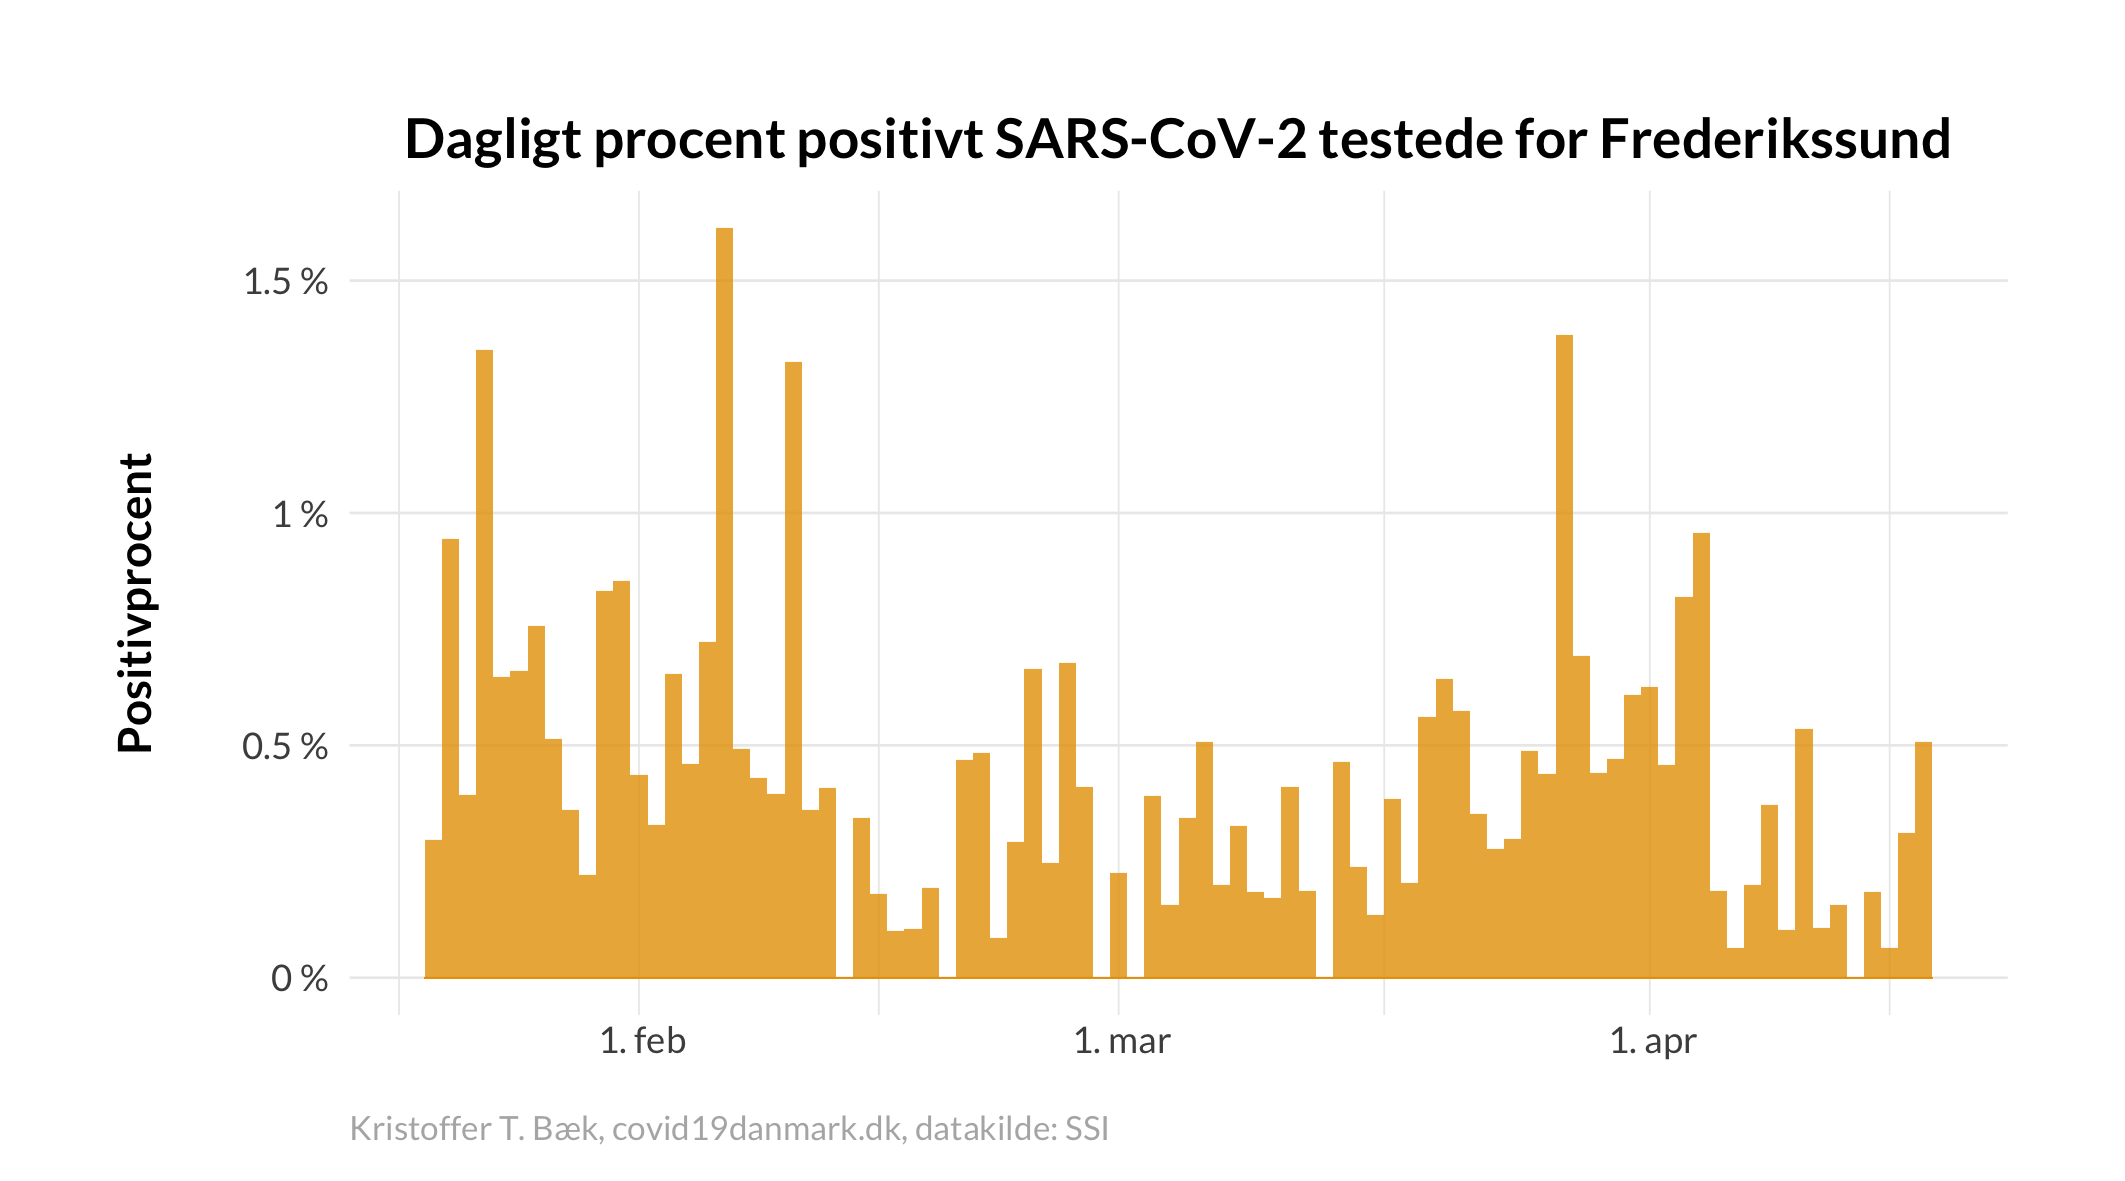 Dagligt procent positivt SARS-CoV-2 testede for Frederikssund
Positivprocent
1.5 %
1 %
0.5 %
0 %
1. feb
1. mar
1. apr
Kristoffer T. Bæk, covid19danmark.dk, datakilde: SSI